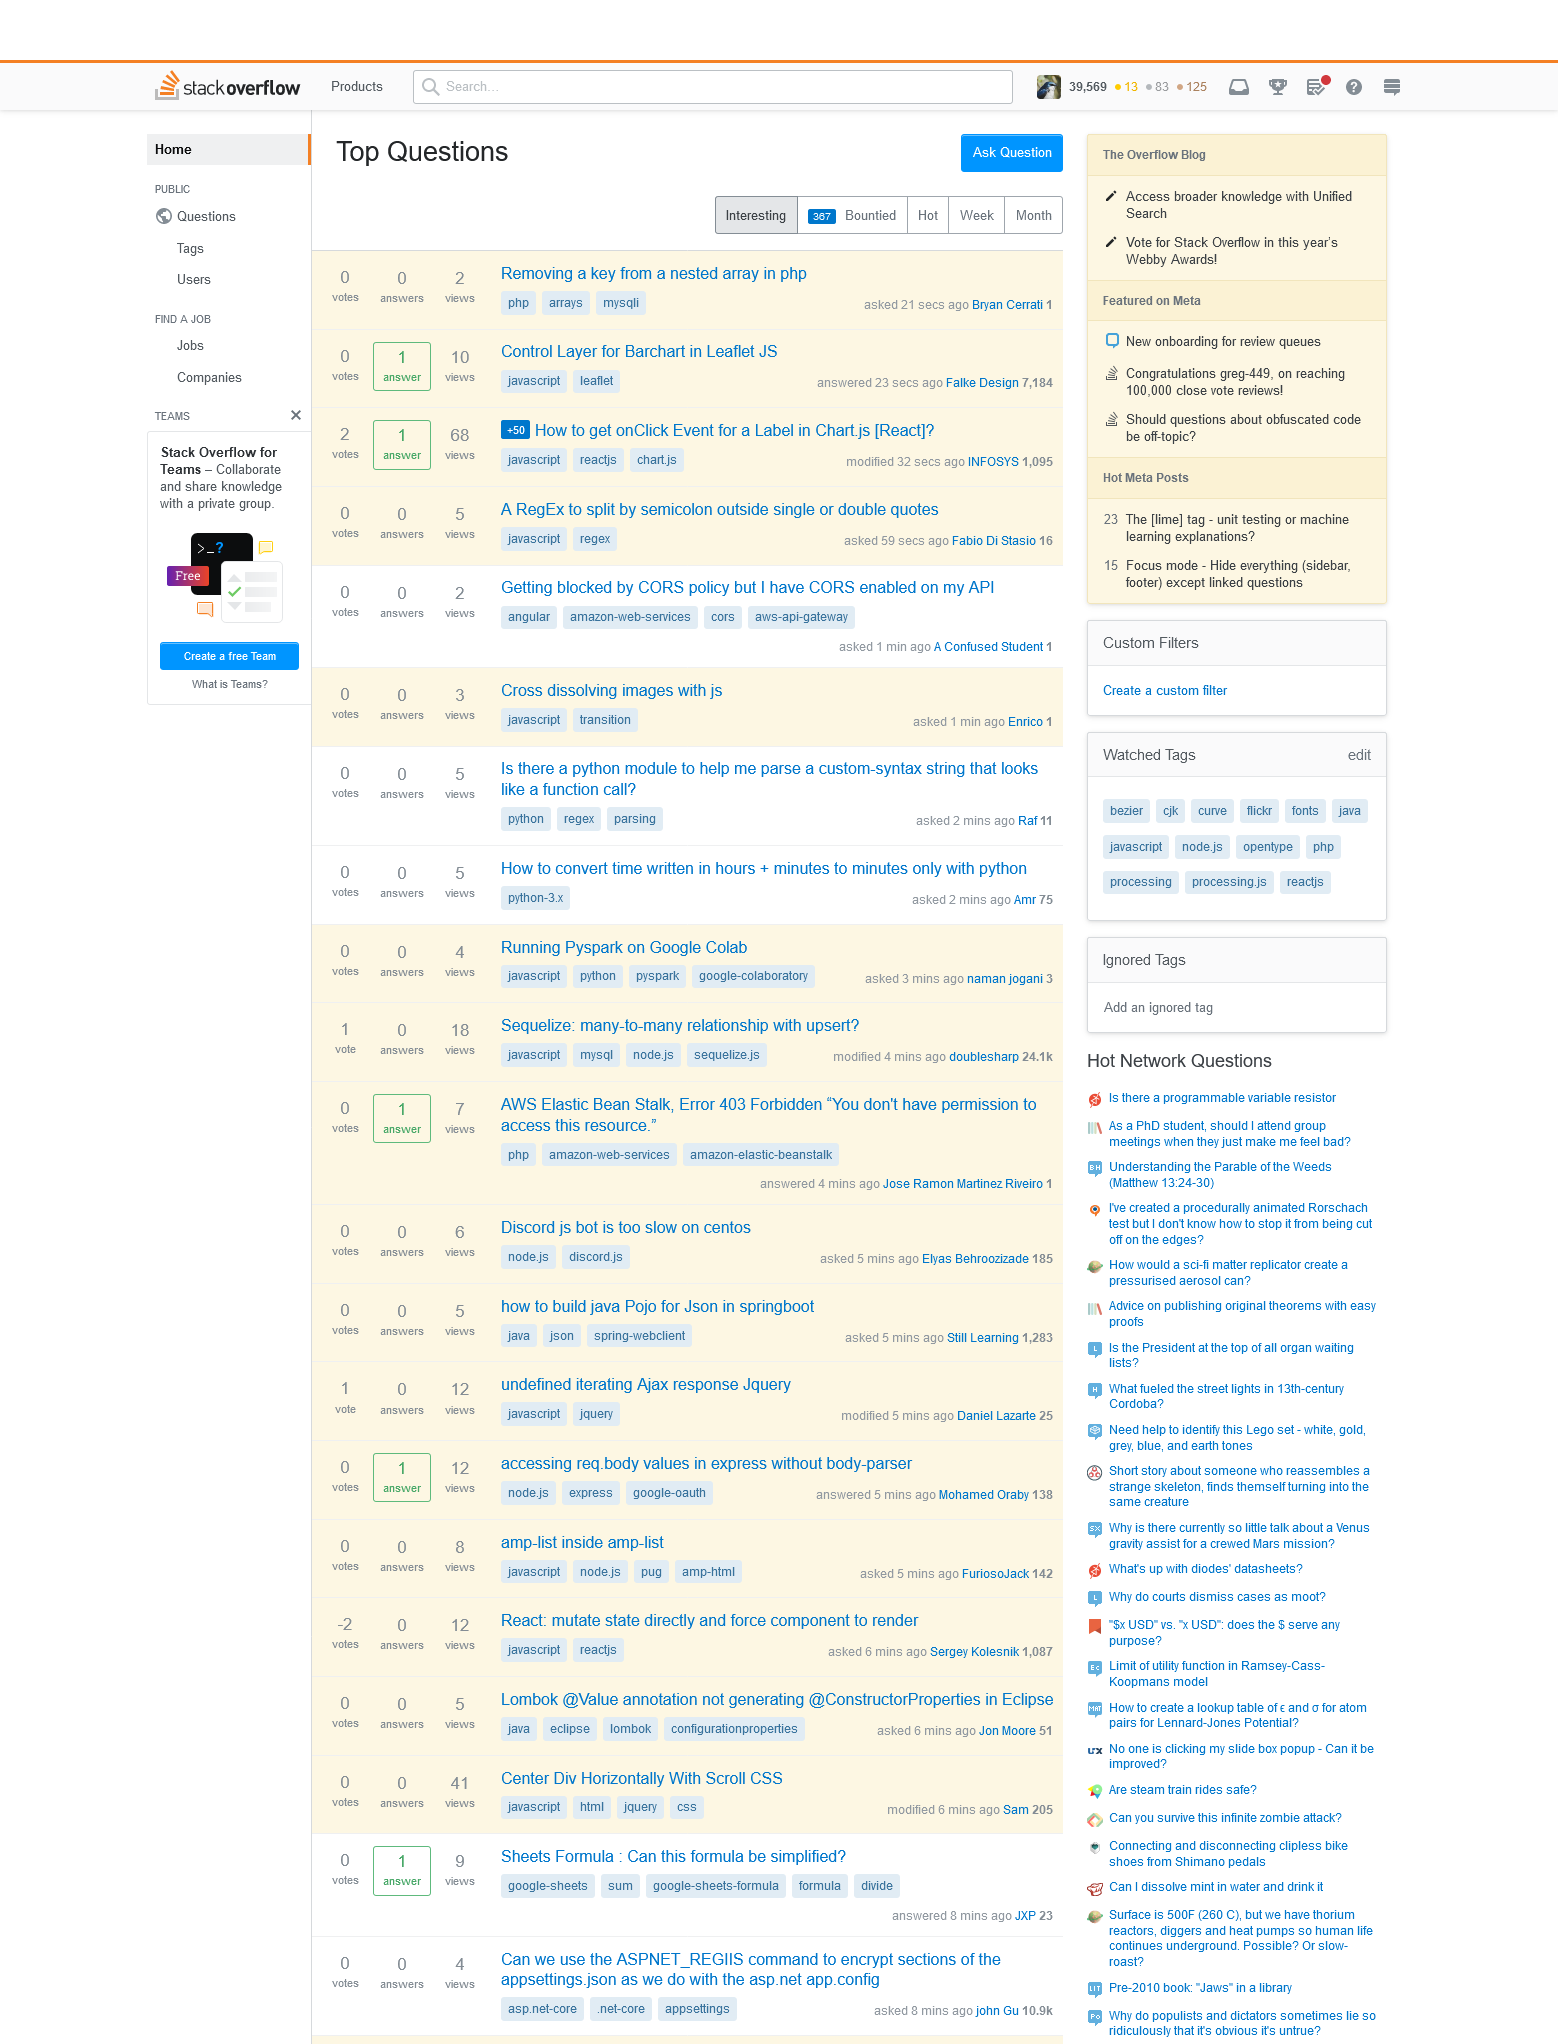 stackoverflow
Products
Search...
39,569 13 83 125
Home
PUBLIC
Questions
Tags
Users
FIND A JOB
Jobs
Companies
TEAMS
Stack Overflow for
Teams – Collaborate
and share knowledge
with a private group.
>_?
Free
Create a free Team
What is Teams?
Top Questions
Ask Question
Interesting 367 Bountied Hot Week Month
0 votes 0 answers 2 views
Removing a key from a nested array in php
php arrays mysqli
asked 21 secs ago Bryan Cerrati 1
0 votes 1 answer 10 views
Control Layer for Barchart in Leaflet JS
javascript leaflet
answered 23 secs ago Falke Design 7,184
2 votes 1 answer 68 views
+50 How to get onClick Event for a Label in Chart.js [React]?
javascript reactjs chart.js
modified 32 secs ago INFOSYS 1,095
0 votes 0 answers 5 views
A RegEx to split by semicolon outside single or double quotes
javascript regex
asked 59 secs ago Fabio Di Stasio 16
0 votes 0 answers 2 views
Getting blocked by CORS policy but I have CORS enabled on my API
angular amazon-web-services cors aws-api-gateway
asked 1 min ago A Confused Student 1
0 votes 0 answers 3 views
Cross dissolving images with js
javascript transition
asked 1 min ago Enrico 1
0 votes 0 answers 5 views
Is there a python module to help me parse a custom-syntax string that looks
like a function call?
python regex parsing
asked 2 mins ago Raf 11
0 votes 0 answers 5 views
How to convert time written in hours + minutes to minutes only with python
python-3.x
asked 2 mins ago Amr 75
0 votes 0 answers 4 views
Running Pyspark on Google Colab
javascript python pyspark google-colaboratory
asked 3 mins ago naman jogani 3
1 vote 0 answers 18 views
Sequelize: many-to-many relationship with upsert?
javascript mysql node.js sequelize.js
modified 4 mins ago doublesharp 24.1k
0 votes 1 answer 7 views
AWS Elastic Bean Stalk, Error 403 Forbidden “You don't have permission to
access this resource.”
php amazon-web-services amazon-elastic-beanstalk
answered 4 mins ago Jose Ramon Martinez Riveiro 1
0 votes 0 answers 6 views
Discord js bot is too slow on centos
node.js discord.js
asked 5 mins ago Elyas Behroozizade 185
0 votes 0 answers 5 views
how to build java Pojo for Json in springboot
java json spring-webclient
asked 5 mins ago Still Learning 1,283
1 vote 0 answers 12 views
undefined iterating Ajax response Jquery
javascript jquery
modified 5 mins ago Daniel Lazarte 25
0 votes 1 answer 12 views
accessing req.body values in express without body-parser
node.js express google-oauth
answered 5 mins ago Mohamed Oraby 138
0 votes 0 answers 8 views
amp-list inside amp-list
javascript node.js pug amp-html
asked 5 mins ago FuriosoJack 142
-2 votes 0 answers 12 views
React: mutate state directly and force component to render
javascript reactjs
asked 6 mins ago Sergey Kolesnik 1,087
0 votes 0 answers 5 views
Lombok @Value annotation not generating @ConstructorProperties in Eclipse
java eclipse lombok configurationproperties
asked 6 mins ago Jon Moore 51
0 votes 0 answers 41 views
Center Div Horizontally With Scroll CSS
javascript html jquery css
modified 6 mins ago Sam 205
0 votes 1 answer 9 views
Sheets Formula : Can this formula be simplified?
google-sheets sum google-sheets-formula formula divide
answered 8 mins ago JXP 23
0 votes 0 answers 4 views
Can we use the ASPNET_REGIIS command to encrypt sections of the
appsettings.json as we do with the asp.net app.config
asp.net-core .net-core appsettings
asked 8 mins ago john Gu 10.9k
The Overflow Blog
Access broader knowledge with Unified
Search
Vote for Stack Overflow in this year's
Webby Awards!
Featured on Meta
New onboarding for review queues
Congratulations greg-449, on reaching
100,000 close vote reviews!
Should questions about obfuscated code
be off-topic?
Hot Meta Posts
23 The [lime] tag - unit testing or machine
learning explanations?
15 Focus mode - Hide everything (sidebar,
footer) except linked questions
Custom Filters
Create a custom filter
Watched Tags edit
bezier cjk curve flickr fonts java
javascript node.js opentype php
processing processing.js reactjs
Ignored Tags
Add an ignored tag
Hot Network Questions
Is there a programmable variable resistor
As a PhD student, should I attend group
meetings when they just make me feel bad?
Understanding the Parable of the Weeds
(Matthew 13:24-30)
I've created a procedurally animated Rorschach
test but I don't know how to stop it from being cut
off on the edges?
How would a sci-fi matter replicator create a
pressurised aerosol can?
Advice on publishing original theorems with easy
proofs
Is the President at the top of all organ waiting
lists?
What fueled the street lights in 13th-century
Cordoba?
Need help to identify this Lego set - white, gold,
grey, blue, and earth tones
Short story about someone who reassembles a
strange skeleton, finds themself turning into the
same creature
Why is there currently so little talk about a Venus
gravity assist for a crewed Mars mission?
What's up with diodes' datasheets?
Why do courts dismiss cases as moot?
"$x USD" vs. "x USD": does the $ serve any
purpose?
Limit of utility function in Ramsey-Cass-
Koopmans model
How to create a lookup table of ϵ and σ for atom
pairs for Lennard-Jones Potential?
No one is clicking my slide box popup - Can it be
improved?
Are steam train rides safe?
Can you survive this infinite zombie attack?
Connecting and disconnecting clipless bike
shoes from Shimano pedals
Can I dissolve mint in water and drink it
Surface is 500F (260 C), but we have thorium
reactors, diggers and heat pumps so human life
continues underground. Possible? Or slow-
roast?
Pre-2010 book: "Jaws" in a library
Why do populists and dictators sometimes lie so
ridiculously that it's obvious it's untrue?